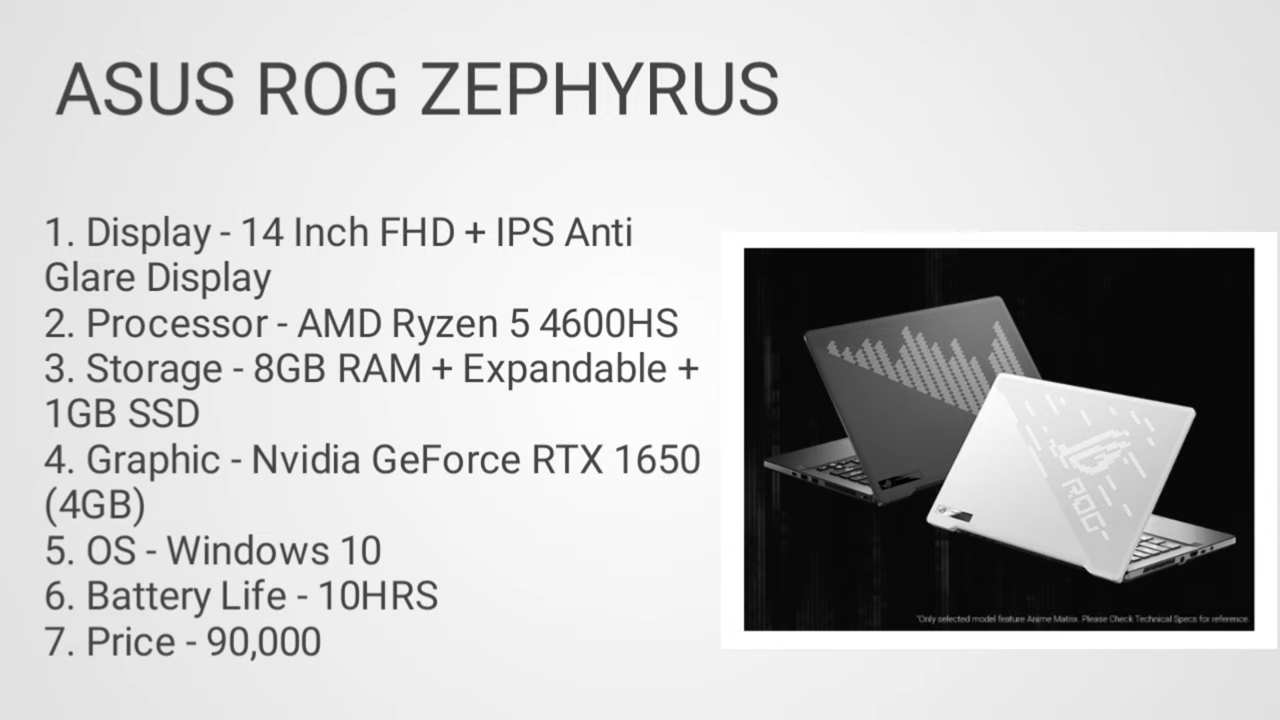 ASUS ROG ZEPHYRUS
1. Display - 14 Inch FHD + IPS Anti
Glare Display
2. Processor - AMD Ryzen 5 4600HS
3. Storage - 8GB RAM + Expandable +
1GB SSD
4. Graphic - Nvidia GeForce RTX 1650
(4GB)
5. OS - Windows 10
6. Battery Life - 10HRS
7. Price - 90,000
ROG
*Only selected model feature Anime Matrix. Please Check Technical Specs for reference.